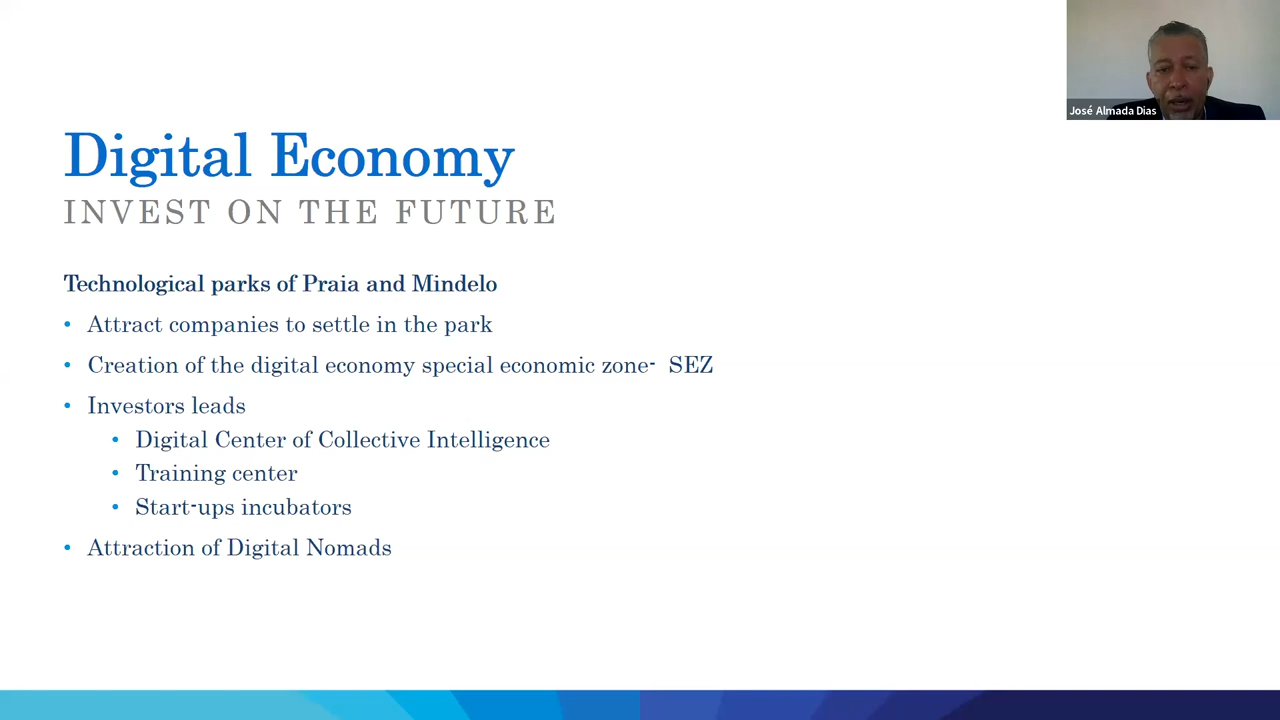 José Almada Dias
Digital Economy
INVEST ON THE FUTURE
Technological parks of Praia and Mindelo
• Attract companies to settle in the park
• Creation of the digital economy special economic zone- SEZ
• Investors leads
• Digital Center of Collective Intelligence
• Training center
• Start-ups incubators
• Attraction of Digital Nomads